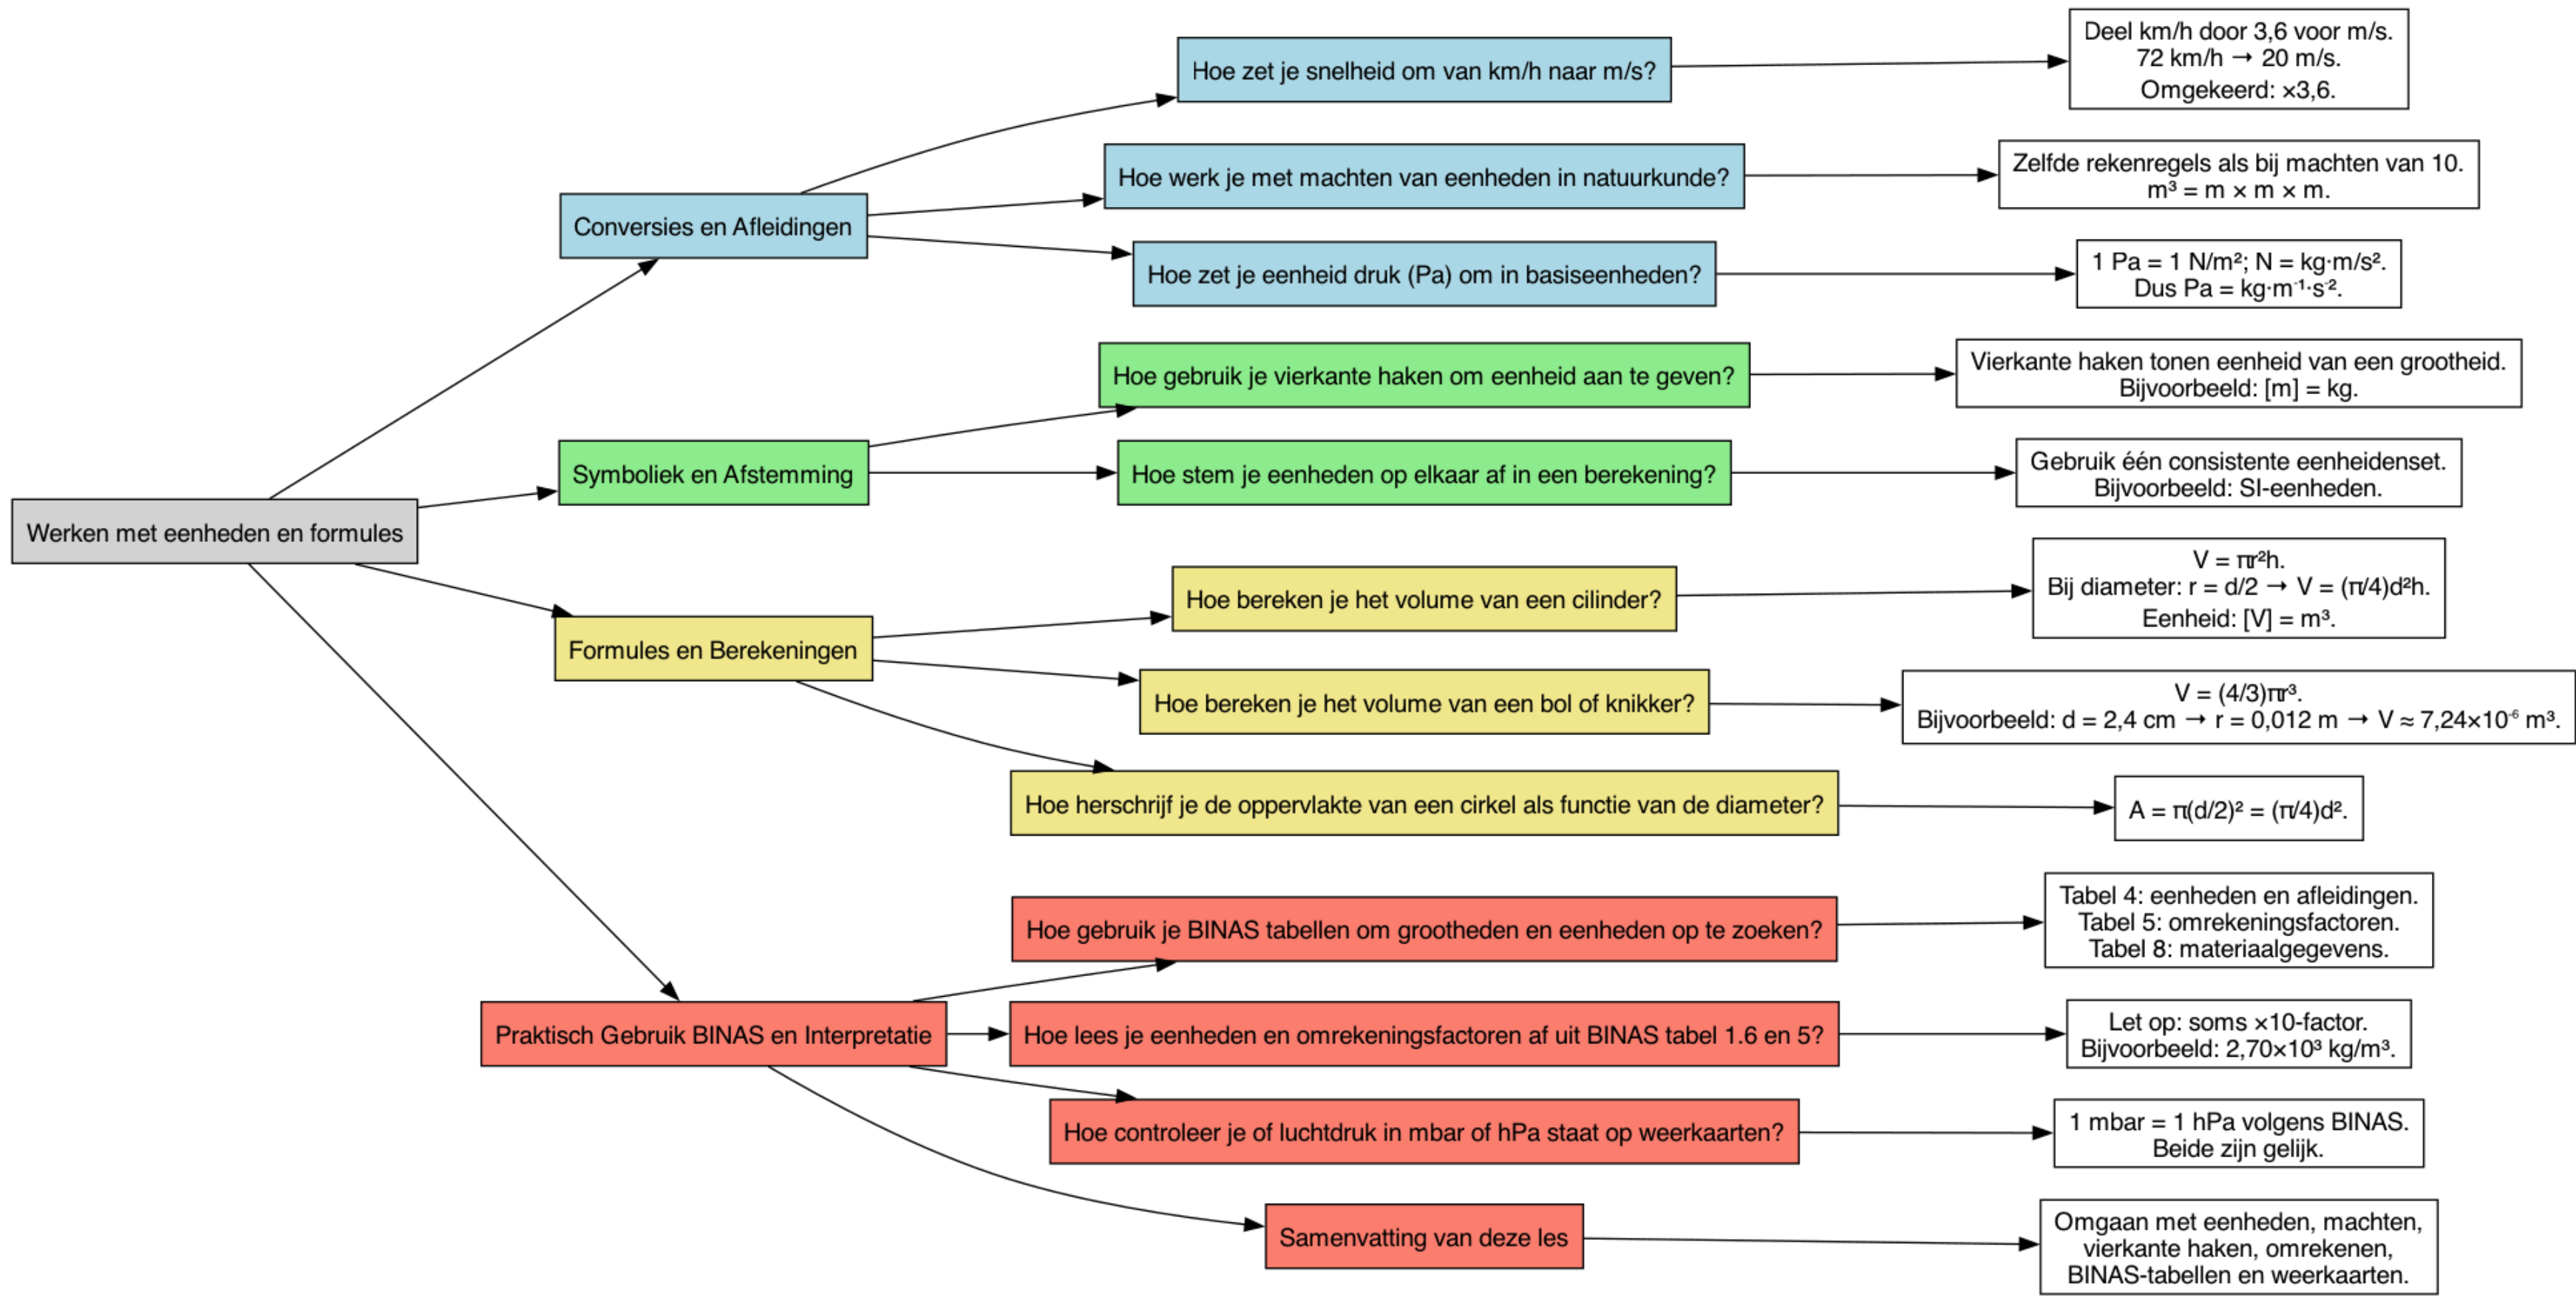 Werken met eenheden en formules
Conversies en Afleidingen
Hoe zet je snelheid om van km/h naar m/s?
Deel km/h door 3,6 voor m/s.
72 km/h → 20 m/s.
Omgekeerd: ×3,6.
Hoe werk je met machten van eenheden in natuurkunde?
Zelfde rekenregels als bij machten van 10.
m³ = m × m × m.
Hoe zet je eenheid druk (Pa) om in basiseenheden?
1 Pa = 1 N/m²; N = kg·m/s².
Dus Pa = kg·m⁻¹·s⁻².
Symboliek en Afstemming
Hoe gebruik je vierkante haken om eenheid aan te geven?
Vierkante haken tonen eenheid van een grootheid.
Bijvoorbeeld: [m] = kg.
Hoe stem je eenheden op elkaar af in een berekening?
Gebruik één consistente eenheidenset.
Bijvoorbeeld: SI-eenheden.
Formules en Berekeningen
Hoe bereken je het volume van een cilinder?
V = πr²h.
Bij diameter: r = d/2 → V = (π/4)d²h.
Eenheid: [V] = m³.
Hoe bereken je het volume van een bol of knikker?
V = (4/3)πr³.
Bijvoorbeeld: d = 2,4 cm → r = 0,012 m → V ≈ 7,24×10⁻⁶ m³.
Hoe herschrijf je de oppervlakte van een cirkel als functie van de diameter?
A = π(d/2)² = (π/4)d².
Praktisch Gebruik BINAS en Interpretatie
Hoe gebruik je BINAS tabellen om grootheden en eenheden op te zoeken?
Tabel 4: eenheden en afleidingen.
Tabel 5: omrekeningsfactoren.
Tabel 8: materiaalgegevens.
Hoe lees je eenheden en omrekeningsfactoren af uit BINAS tabel 1.6 en 5?
Let op: soms ×10-factor.
Bijvoorbeeld: 2,70×10³ kg/m³.
Hoe controleer je of luchtdruk in mbar of hPa staat op weerkaarten?
1 mbar = 1 hPa volgens BINAS.
Beide zijn gelijk.
Samenvatting van deze les
Omgaan met eenheden, machten,
vierkante haken, omrekenen,
BINAS-tabellen en weerkaarten.